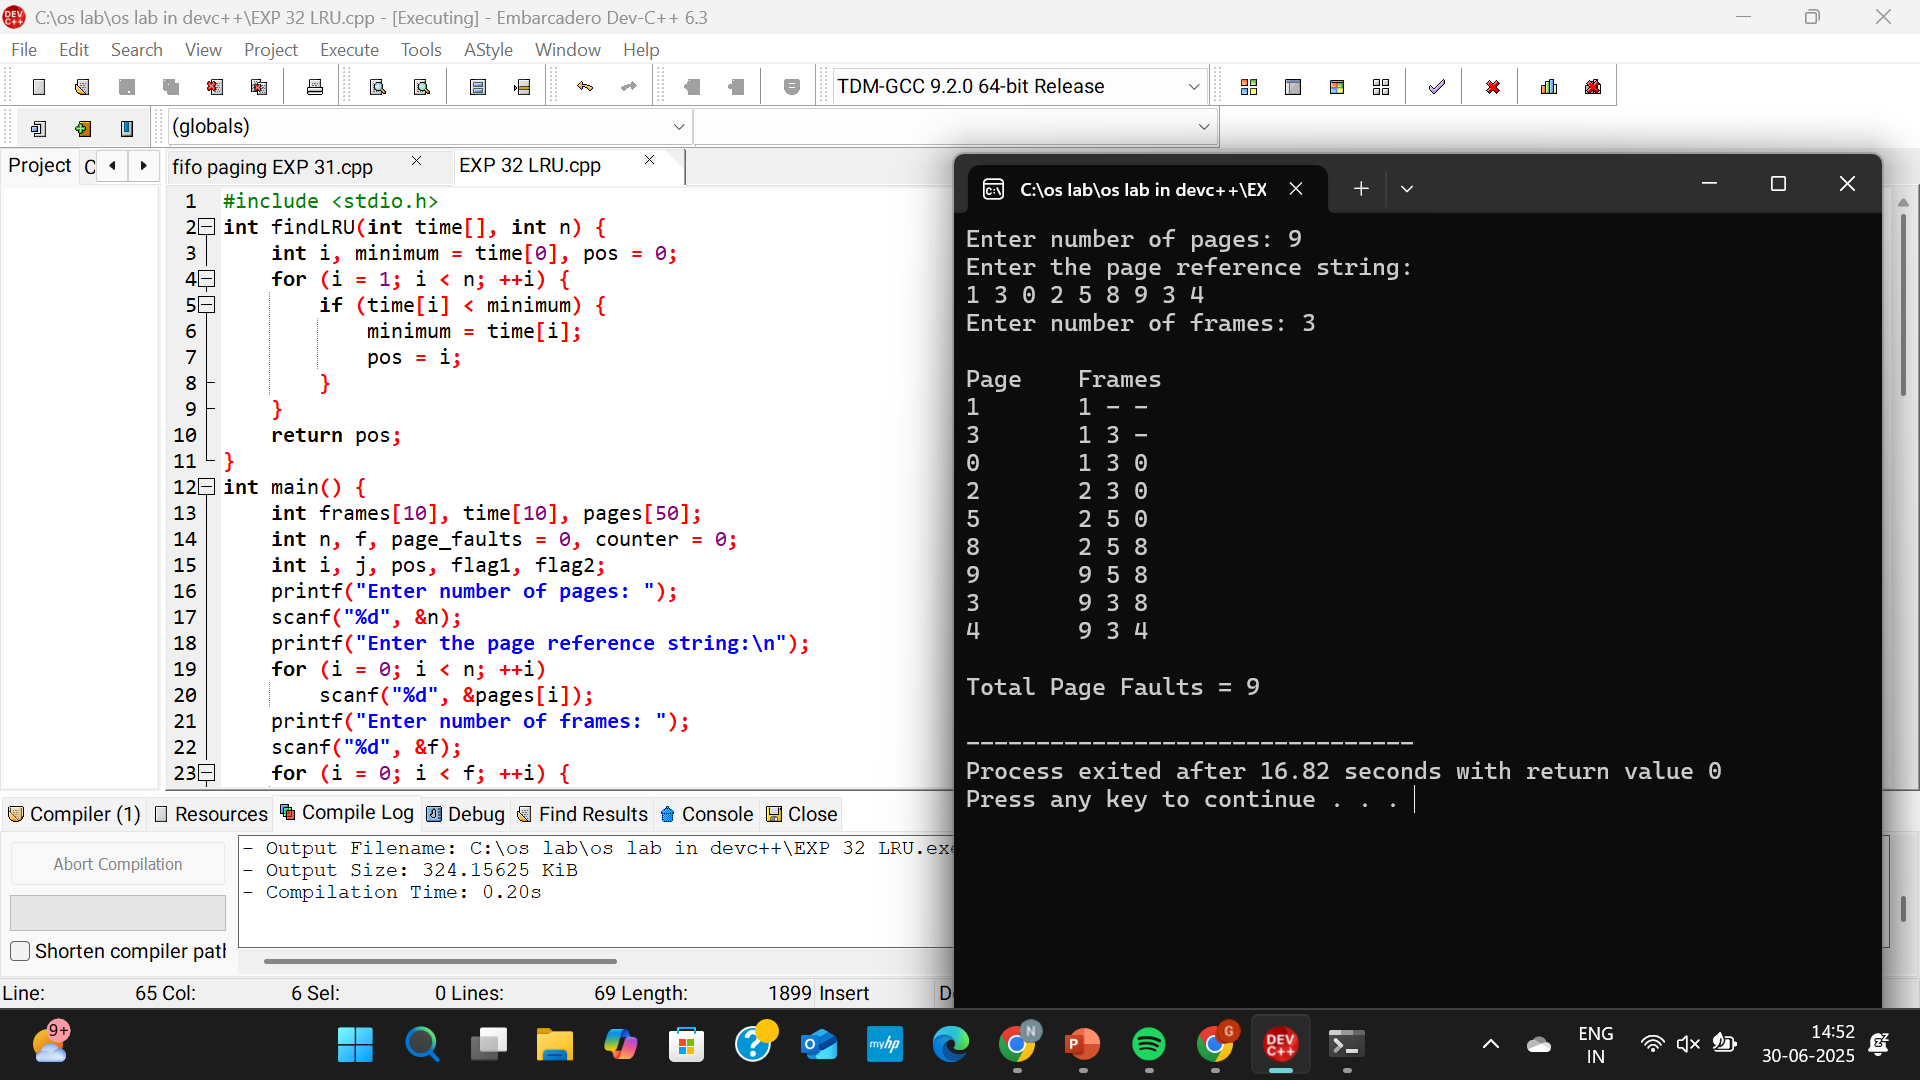 C:\os lab\os lab in devc++\EXP 32 LRU.cpp - [Executing] - Embarcadero Dev-C++ 6.3
File Edit Search View Project Execute Tools AStyle Window Help
TDM-GCC 9.2.0 64-bit Release
(globals)
Project C
fifo paging EXP 31.cpp
EXP 32 LRU.cpp
1 #include <stdio.h>
2 int findLRU(int time[], int n) {
3 int i, minimum = time[0], pos = 0;
4 for (i = 1; i < n; ++i) {
5 if (time[i] < minimum) {
6 minimum = time[i];
7 pos = i;
8 }
9 }
10 return pos;
11 }
12 int main() {
13 int frames[10], time[10], pages[50];
14 int n, f, page_faults = 0, counter = 0;
15 int i, j, pos, flag1, flag2;
16 printf("Enter number of pages: ");
17 scanf("%d", &n);
18 printf("Enter the page reference string:\n");
19 for (i = 0; i < n; ++i)
20 scanf("%d", &pages[i]);
21 printf("Enter number of frames: ");
22 scanf("%d", &f);
23 for (i = 0; i < f; ++i) {
C:\os lab\os lab in devc++\EX
Enter number of pages: 9
Enter the page reference string:
1 3 0 2 5 8 9 3 4
Enter number of frames: 3
Page Frames
1 1 - -
3 1 3 -
0 1 3 0
2 2 3 0
5 2 5 0
8 2 5 8
9 9 5 8
3 9 3 8
4 9 3 4
Total Page Faults = 9
--------------------------------
Process exited after 16.82 seconds with return value 0
Press any key to continue . . .
Compiler (1) Resources Compile Log Debug Find Results Console Close
Abort Compilation
Shorten compiler path
- Output Filename: C:\os lab\os lab in devc++\EXP 32 LRU.exe
- Output Size: 324.15625 KiB
- Compilation Time: 0.20s
Line: 65 Col: 6 Sel: 0 Lines: 69 Length: 1899 Insert D
9+
myhp
N
P
G
DEV C++
ENG
IN
14:52
30-06-2025